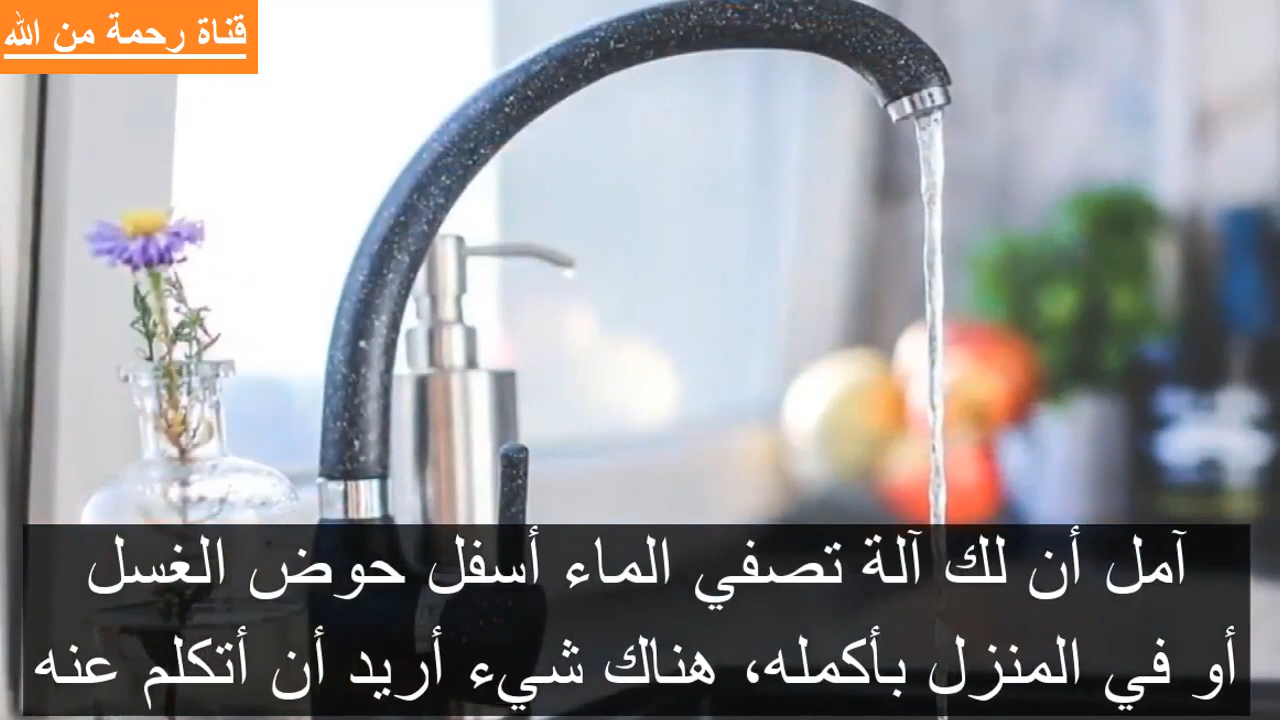 قناة رحمة من الله
آمل أن لك آلة تصفي الماء أسفل حوض الغسل
أو في المنزل بأكمله، هناك شيء أريد أن أتكلم عنه